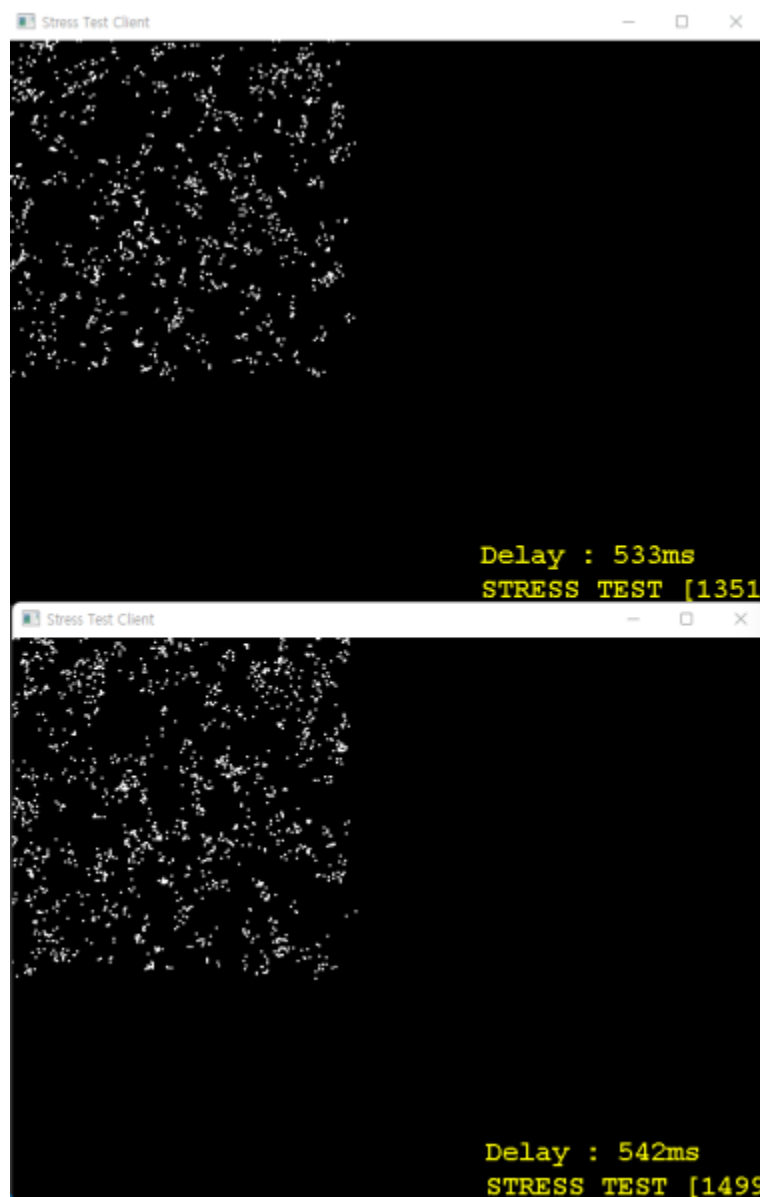 Stress Test Client
Delay : 533ms
STRESS TEST [1351
Stress Test Client
Delay : 542ms
STRESS TEST [1499